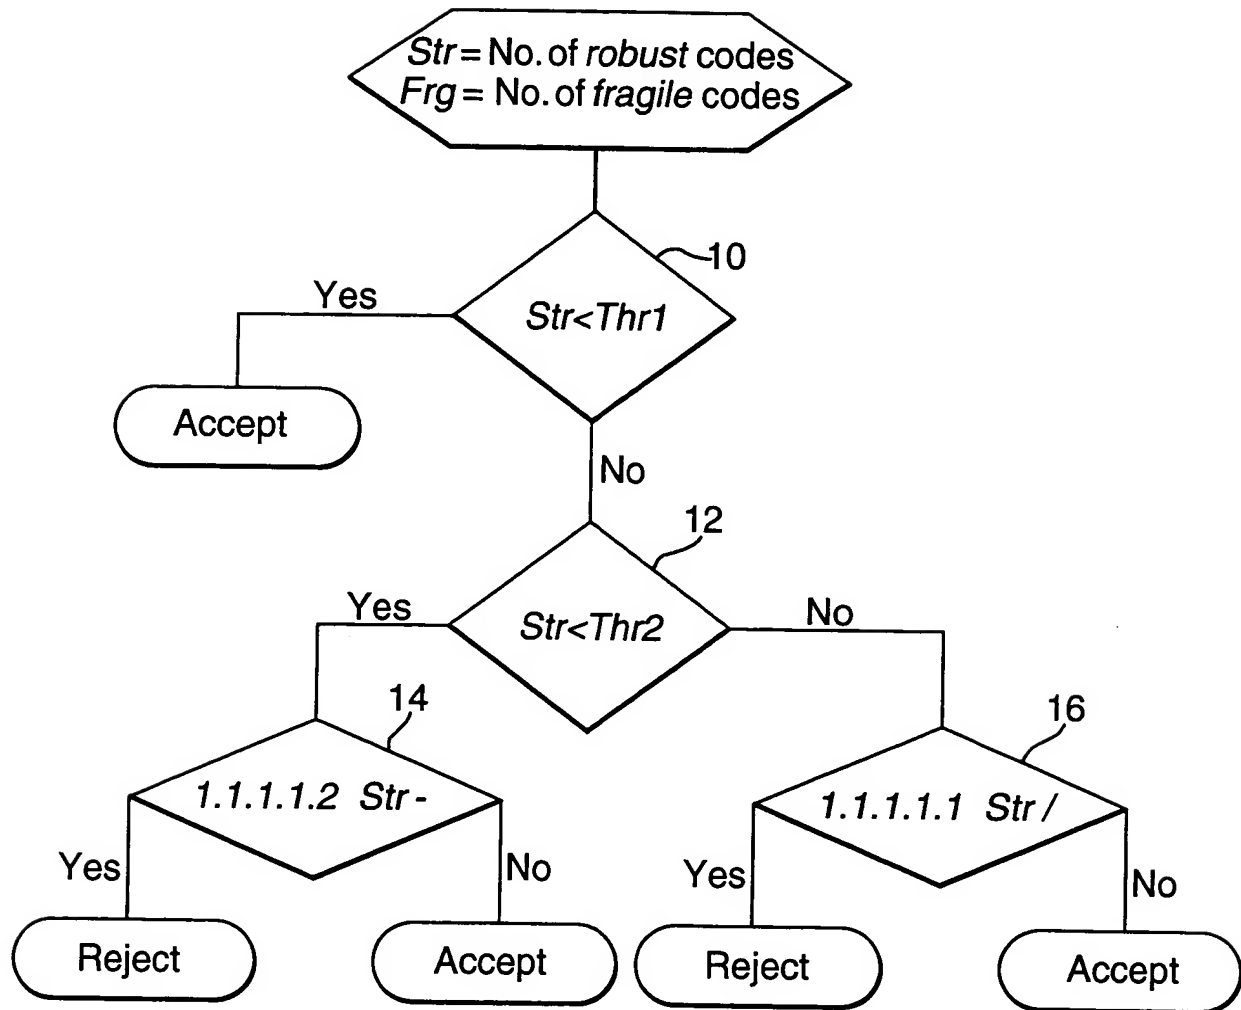 Str = No. of robust codes
Frg = No. of fragile codes
10
Yes
Str<Thr1
Accept
No
12
Yes
No
Str<Thr2
14
16
1.1.1.1.2 Str -
1.1.1.1.1 Str /
Yes
No
Yes
No
Reject
Accept
Reject
Accept